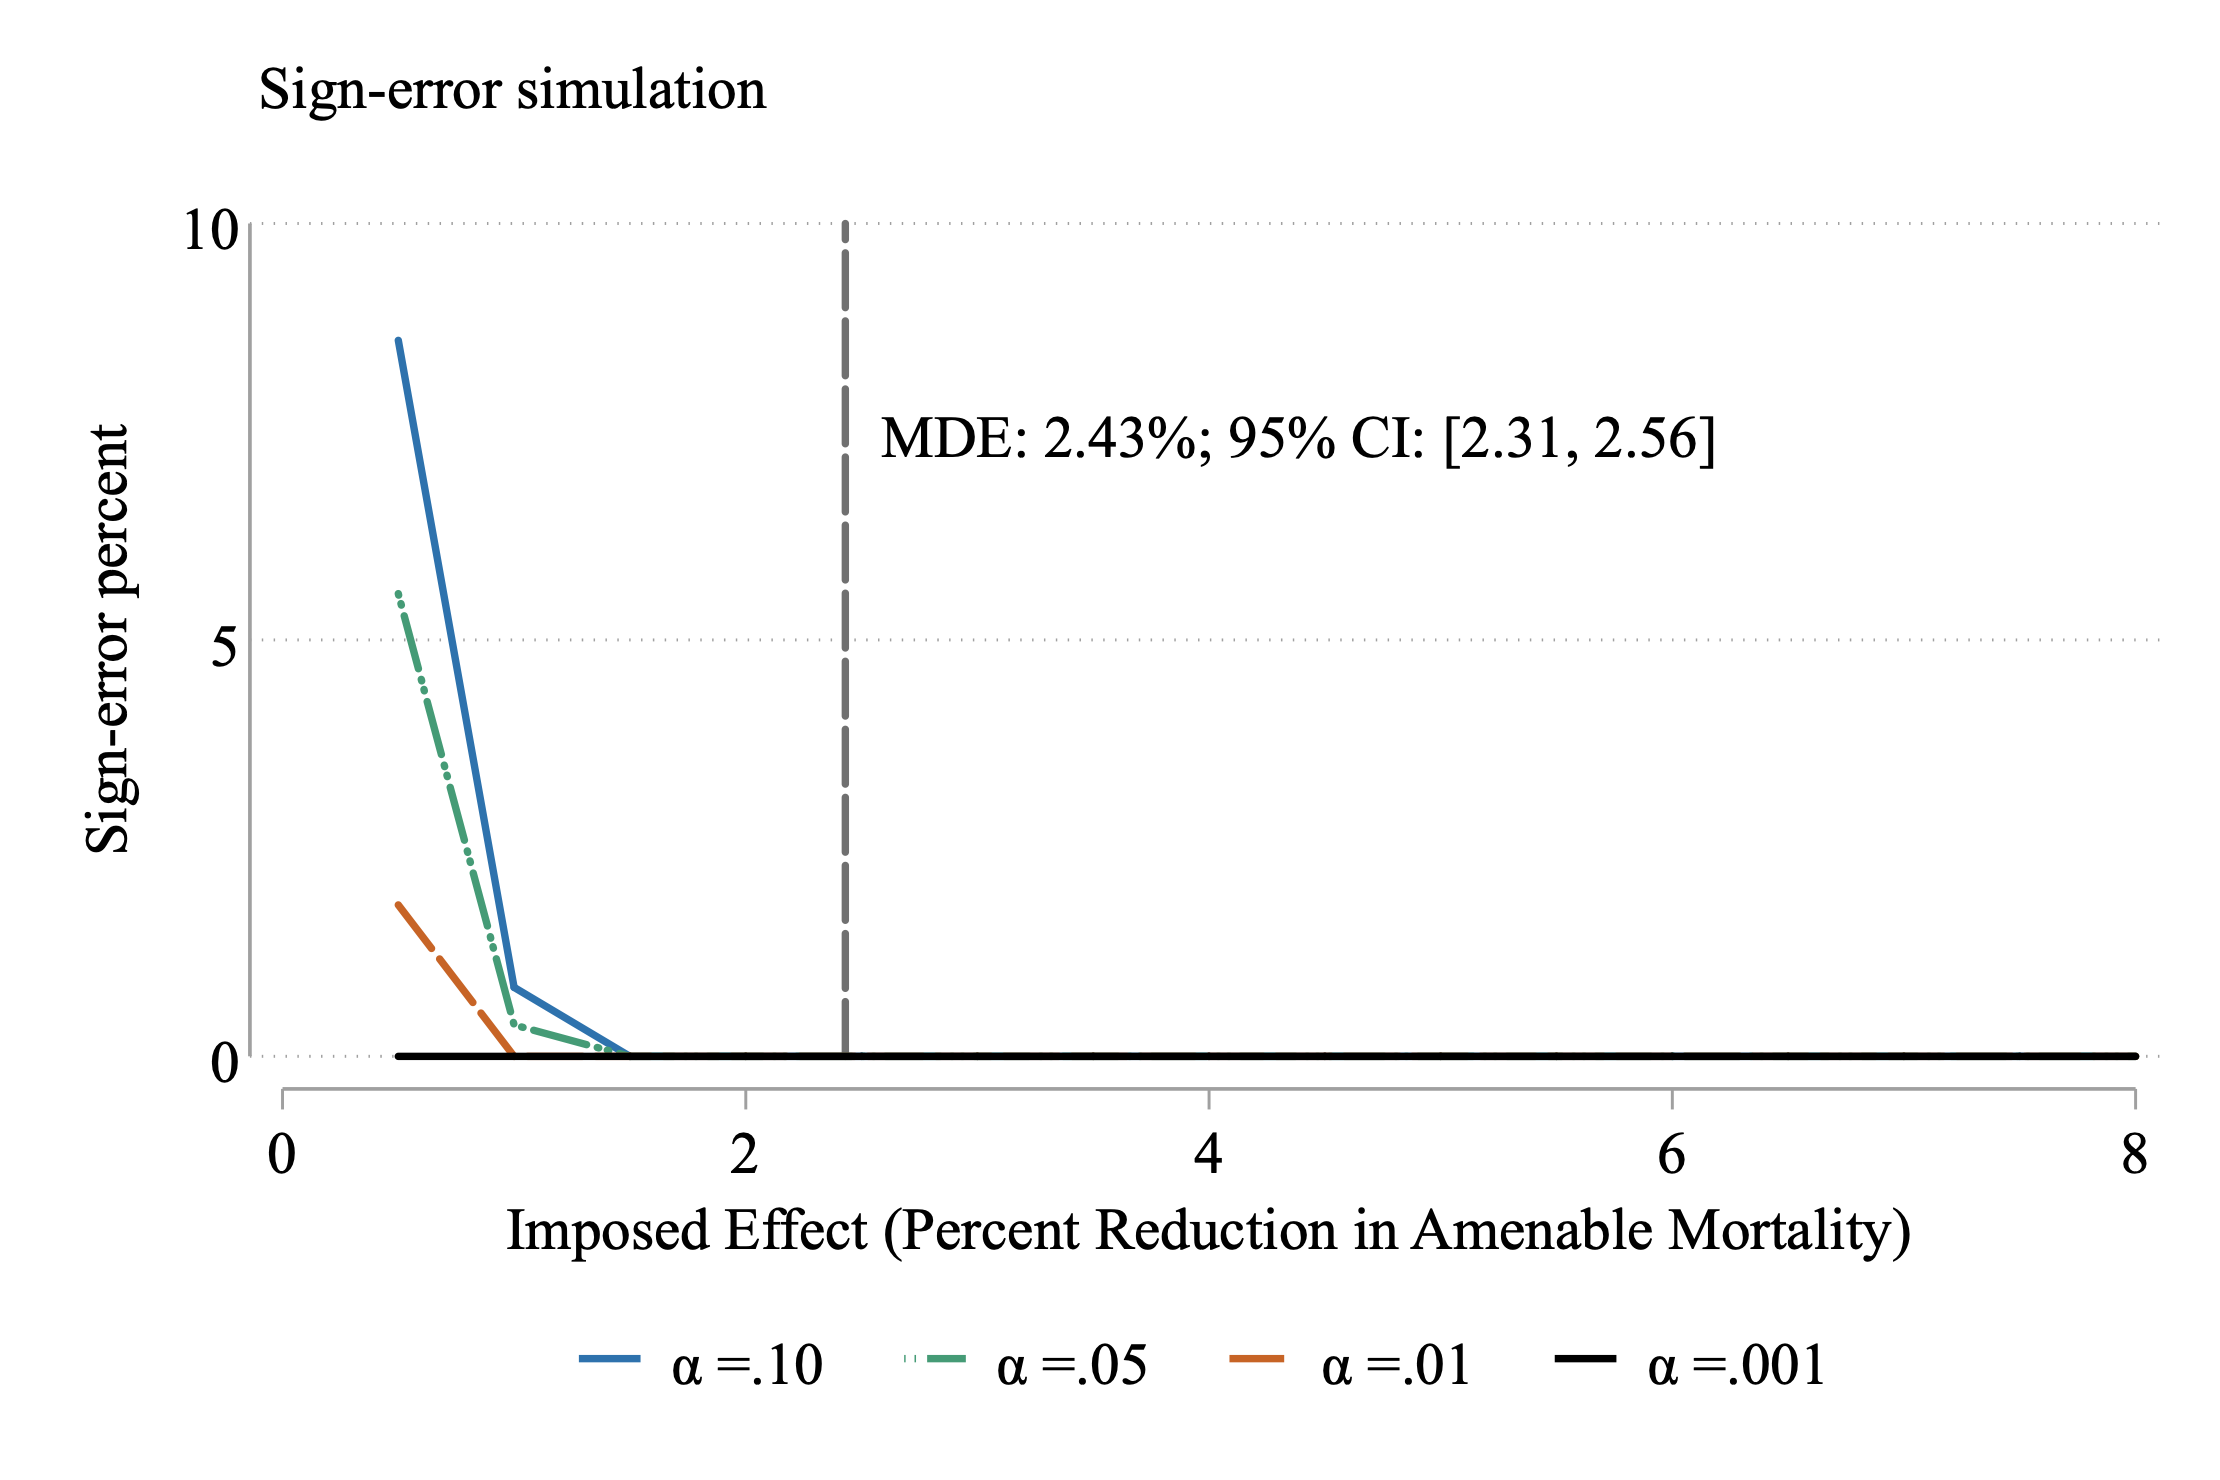 Sign-error simulation
10
5
0
Sign-error percent
MDE: 2.43%; 95% CI: [2.31, 2.56]
0 2 4 6 8
Imposed Effect (Percent Reduction in Amenable Mortality)
α =.10 α =.05 α =.01 α =.001